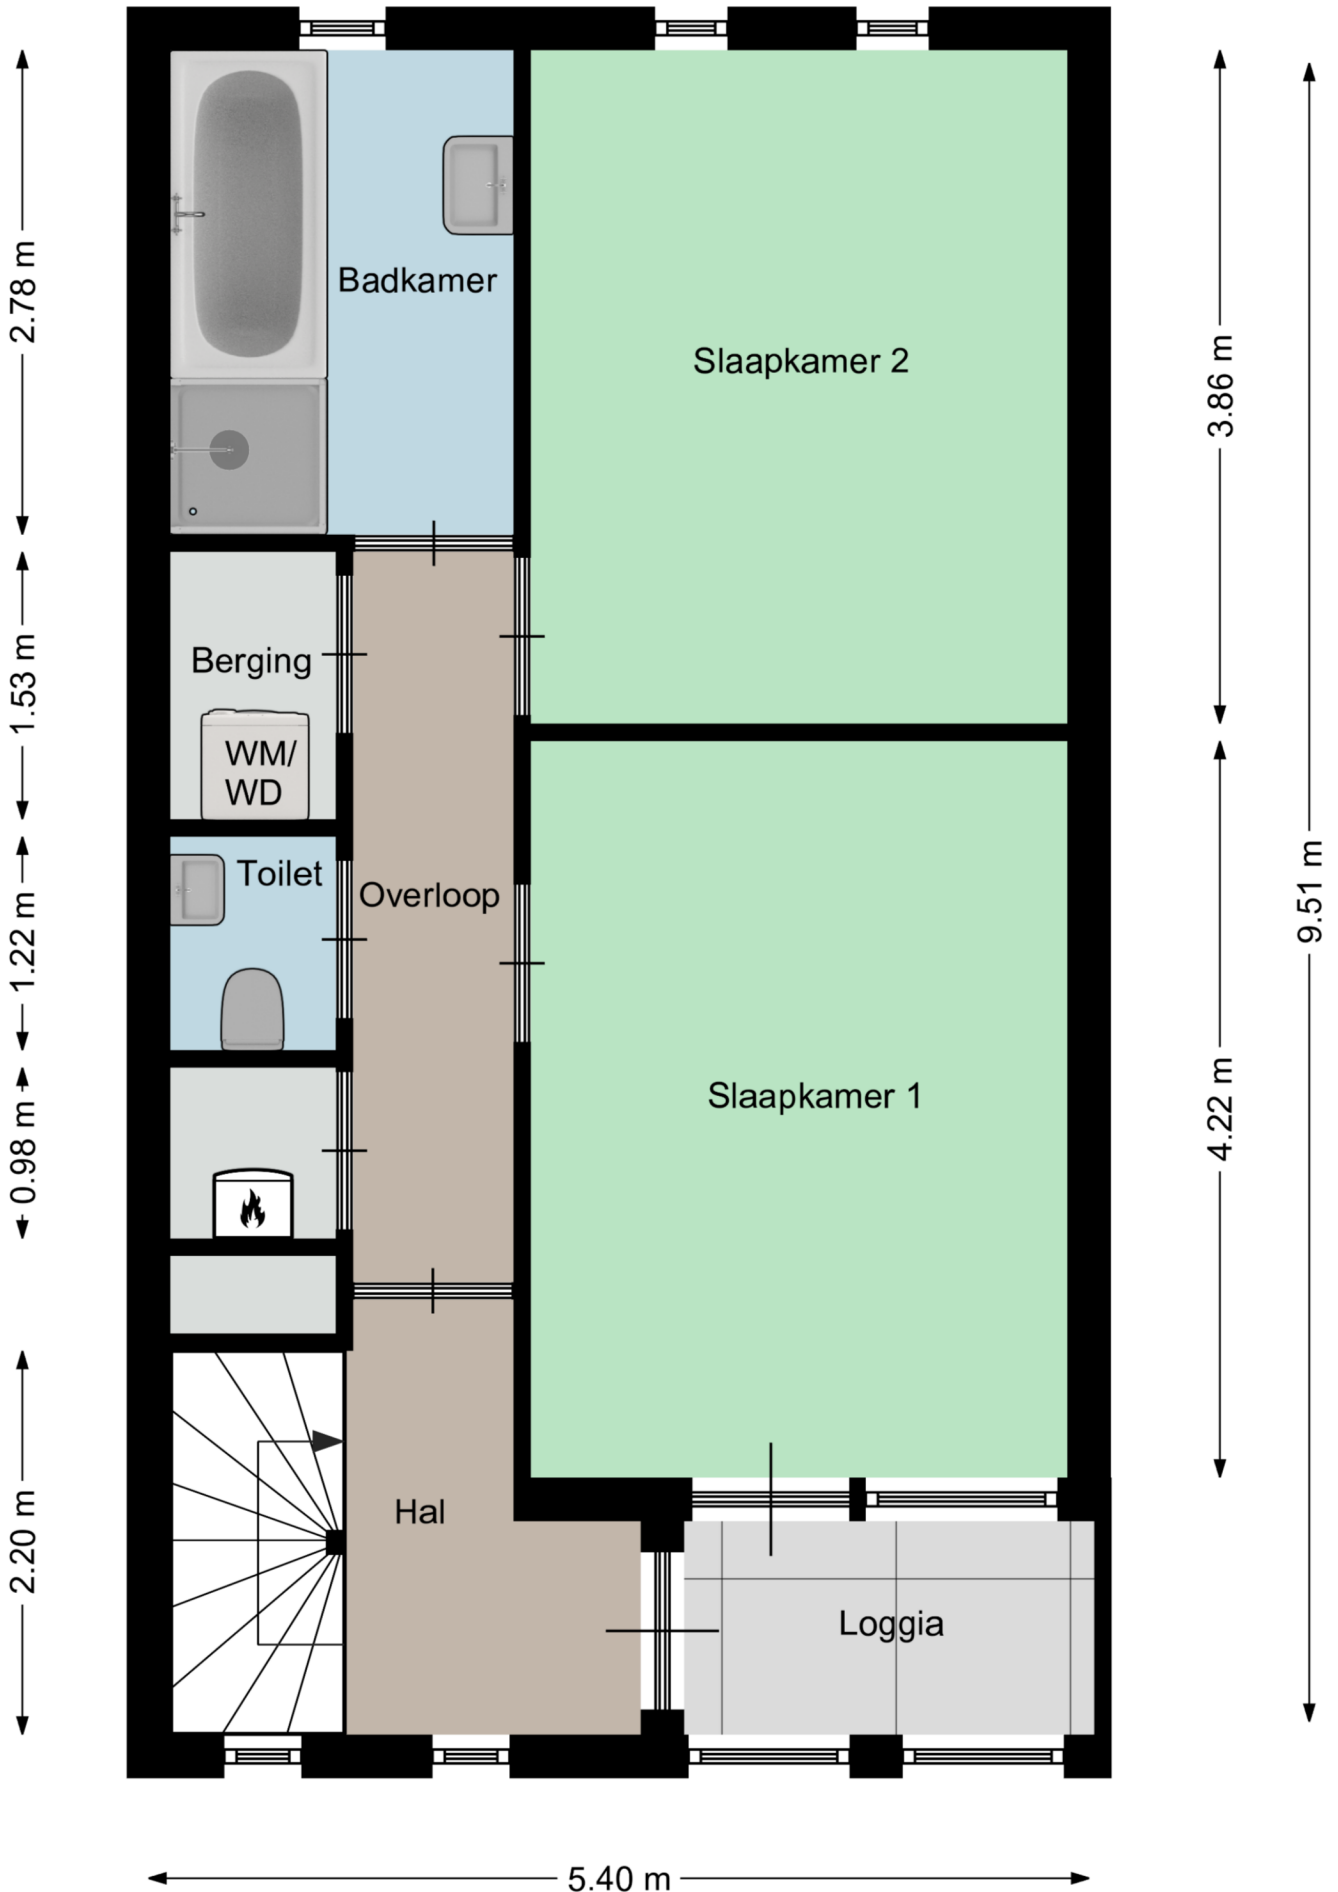 2.78 m
Badkamer
Slaapkamer 2
3.86 m
1.53 m
Berging
WM/
WD
9.51 m
1.22 m
Toilet
Overloop
0.98 m
Slaapkamer 1
4.22 m
2.20 m
Hal
Loggia
5.40 m